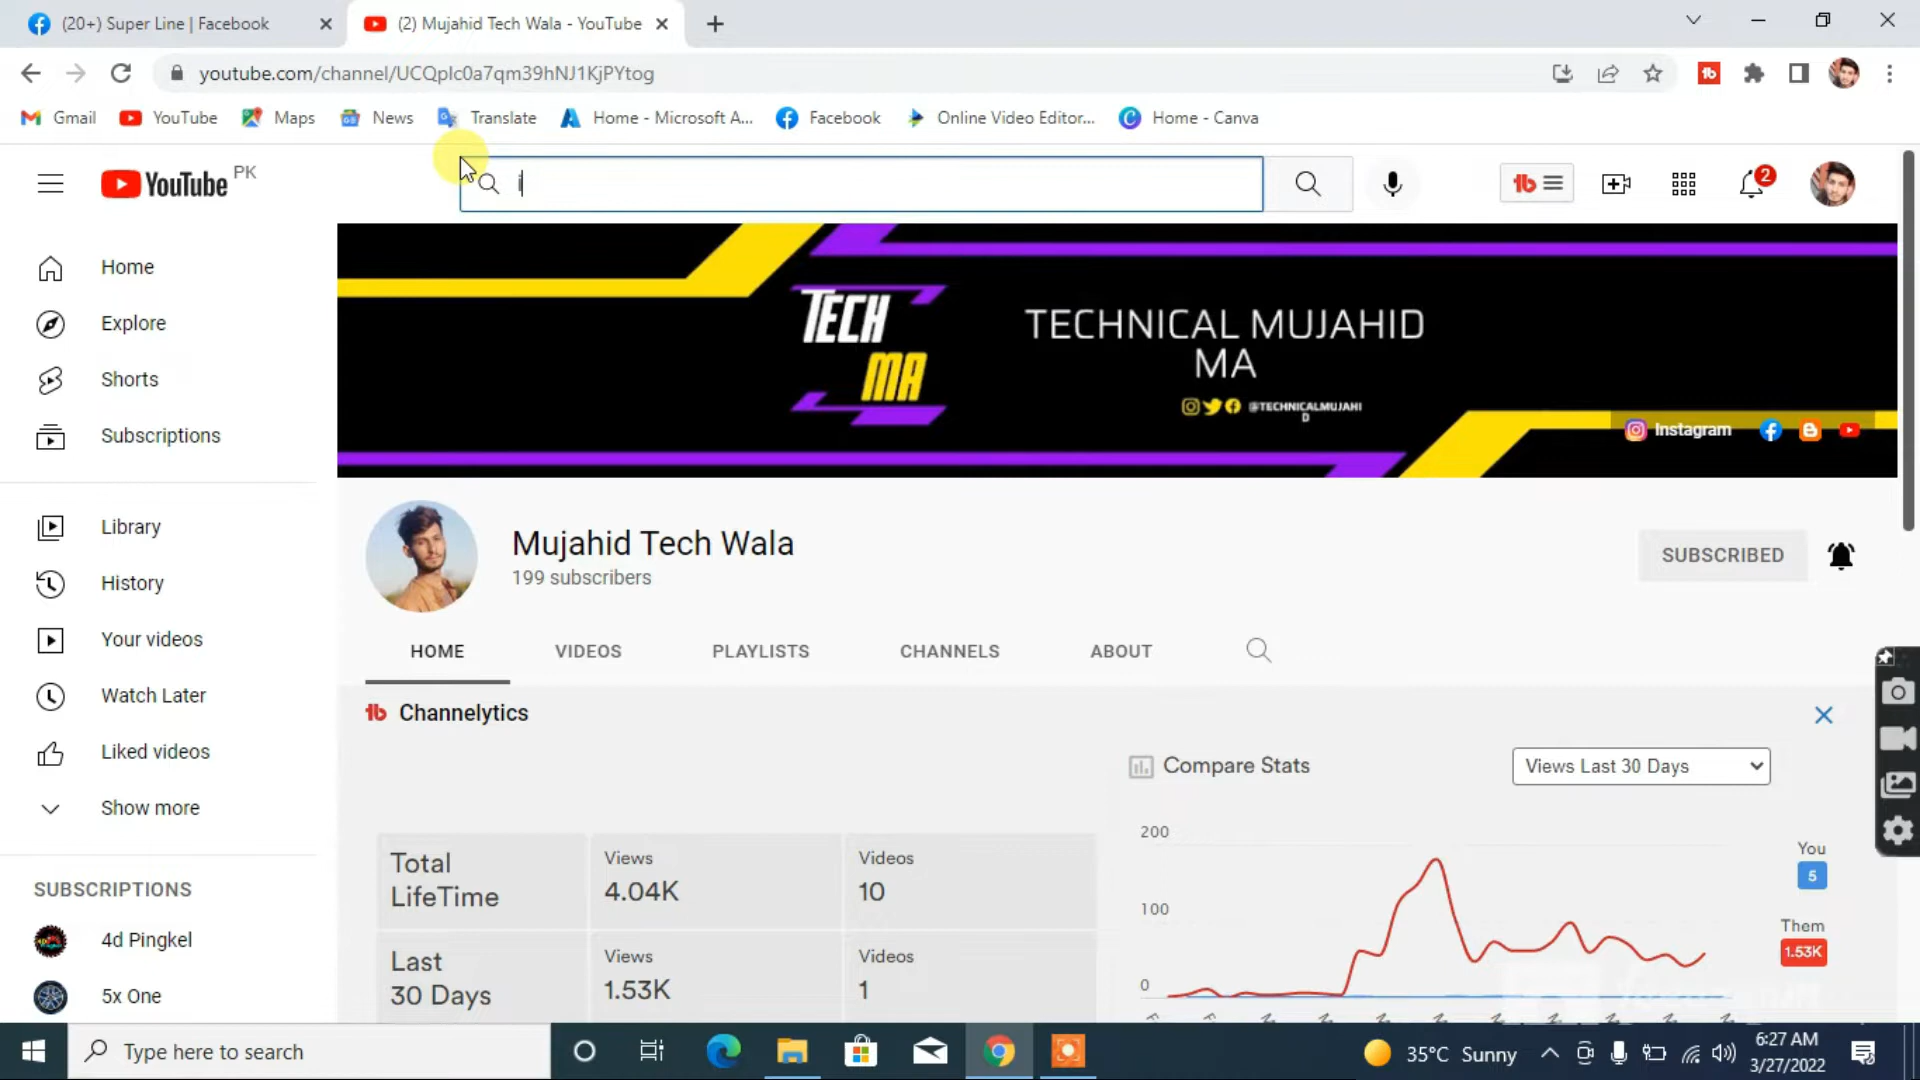 (20+) Super Line | Facebook
(2) Mujahid Tech Wala - YouTube
youtube.com/channel/UCQpIc0a7qm39hNJ1KjPYtog
Gmail
YouTube
Maps
News
Translate
Home - Microsoft A...
Facebook
Online Video Editor...
Home - Canva
YouTube PK
i
2
Home
Explore
Shorts
Subscriptions
Library
History
Your videos
Watch Later
Liked videos
Show more
SUBSCRIPTIONS
4d Pingkel
5x One
TECH
MA
TECHNICAL MUJAHID
MA
@TECHNICALMUJAHI
D
Instagram
Mujahid Tech Wala
199 subscribers
SUBSCRIBED
HOME
VIDEOS
PLAYLISTS
CHANNELS
ABOUT
Channelytics
Compare Stats
Views Last 30 Days
Total
LifeTime
Views
4.04K
Videos
10
Last
30 Days
Views
1.53K
Videos
1
200
100
0
You
5
Them
1.53K
Type here to search
35°C Sunny
6:27 AM
3/27/2022